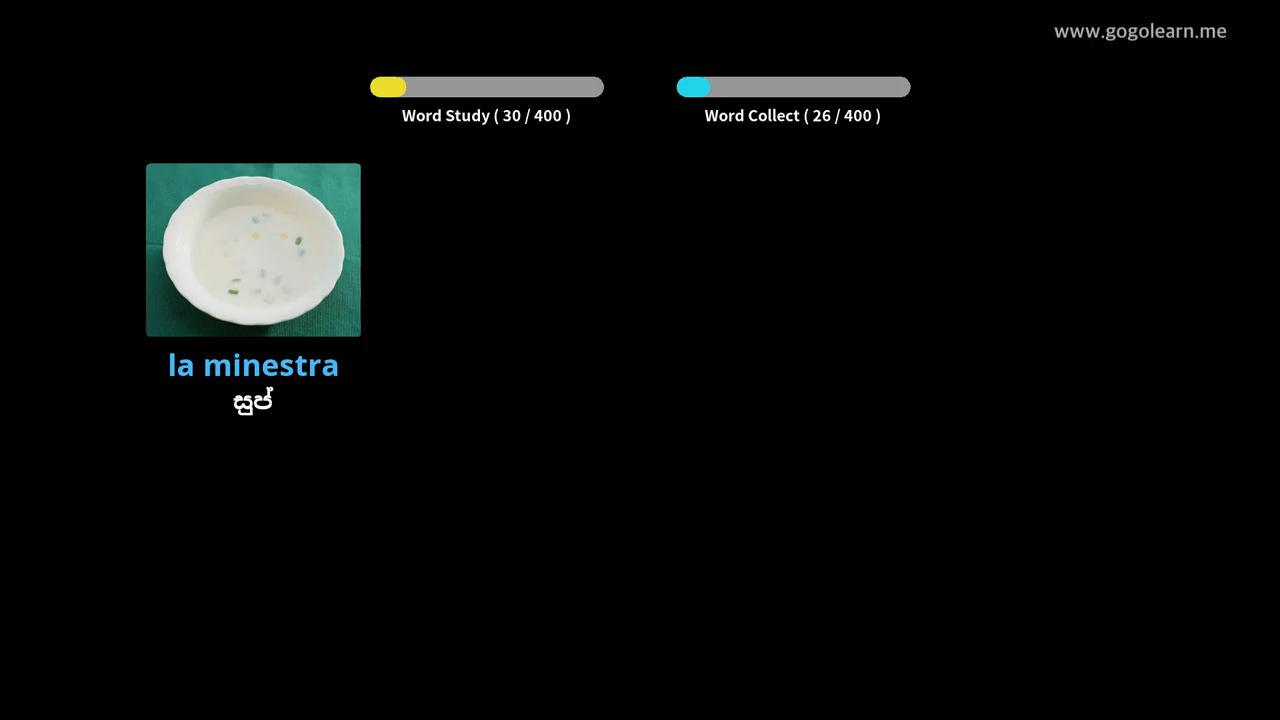 www.gogolearn.me
Word Study ( 30 / 400 )
Word Collect ( 26 / 400 )
la minestra
සුප්